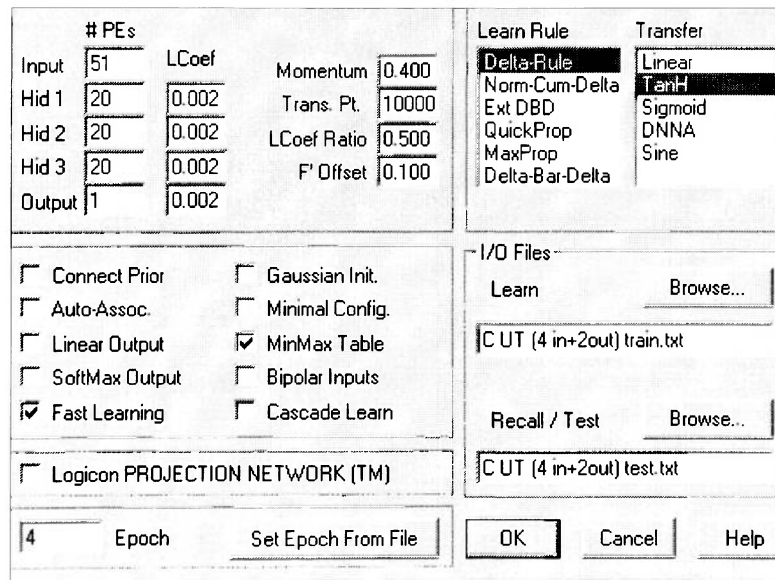 # PEs
Input 51 LCoef
Hid 1 20 0.002
Hid 2 20 0.002
Hid 3 20 0.002
Output 1 0.002
Momentum 0.400
Trans. Pt. 10000
LCoef Ratio 0.500
F' Offset 0.100
Learn Rule
Delta-Rule
Norm-Cum-Delta
Ext DBD
QuickProp
MaxProp
Delta-Bar-Delta
Transfer
Linear
TanH
Sigmoid
DNNA
Sine
Connect Prior
Auto-Assoc.
Linear Output
SoftMax Output
Fast Learning
Gaussian Init.
Minimal Config.
MinMax Table
Bipolar Inputs
Cascade Learn
I/O Files
Learn Browse...
C UT (4 in+2out) train.txt
Recall / Test Browse...
C UT (4 in+2out) test.txt
Logicon PROJECTION NETWORK (TM)
4 Epoch Set Epoch From File
OK Cancel Help